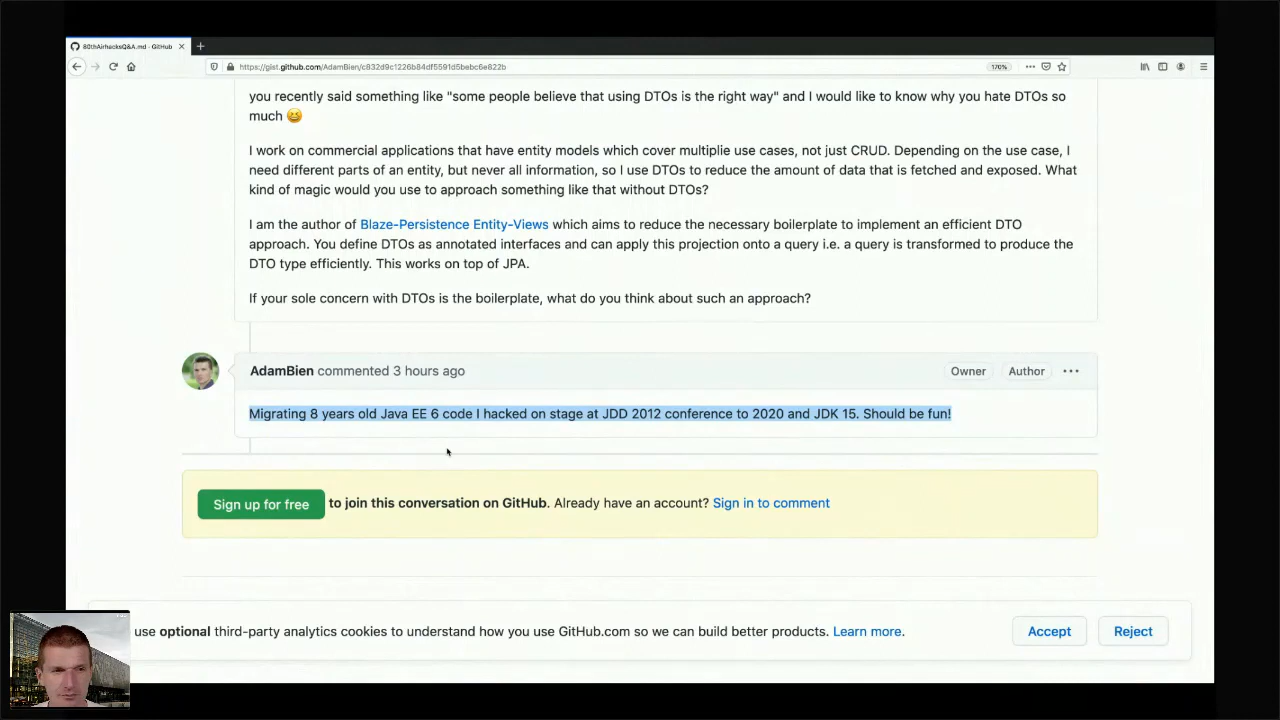 80thAirhacksQ&A.md · GitHub
https://gist.github.com/AdamBien/c832d9c1226b84df5591d5bebc6e822b
170%
you recently said something like "some people believe that using DTOs is the right way" and I would like to know why you hate DTOs so
much 😆
I work on commercial applications that have entity models which cover multiplie use cases, not just CRUD. Depending on the use case, I
need different parts of an entity, but never all information, so I use DTOs to reduce the amount of data that is fetched and exposed. What
kind of magic would you use to approach something like that without DTOs?
I am the author of Blaze-Persistence Entity-Views which aims to reduce the necessary boilerplate to implement an efficient DTO
approach. You define DTOs as annotated interfaces and can apply this projection onto a query i.e. a query is transformed to produce the
DTO type efficiently. This works on top of JPA.
If your sole concern with DTOs is the boilerplate, what do you think about such an approach?
AdamBien commented 3 hours ago
Owner
Author
Migrating 8 years old Java EE 6 code I hacked on stage at JDD 2012 conference to 2020 and JDK 15. Should be fun!
Sign up for free to join this conversation on GitHub. Already have an account? Sign in to comment
use optional third-party analytics cookies to understand how you use GitHub.com so we can build better products. Learn more.
Accept
Reject